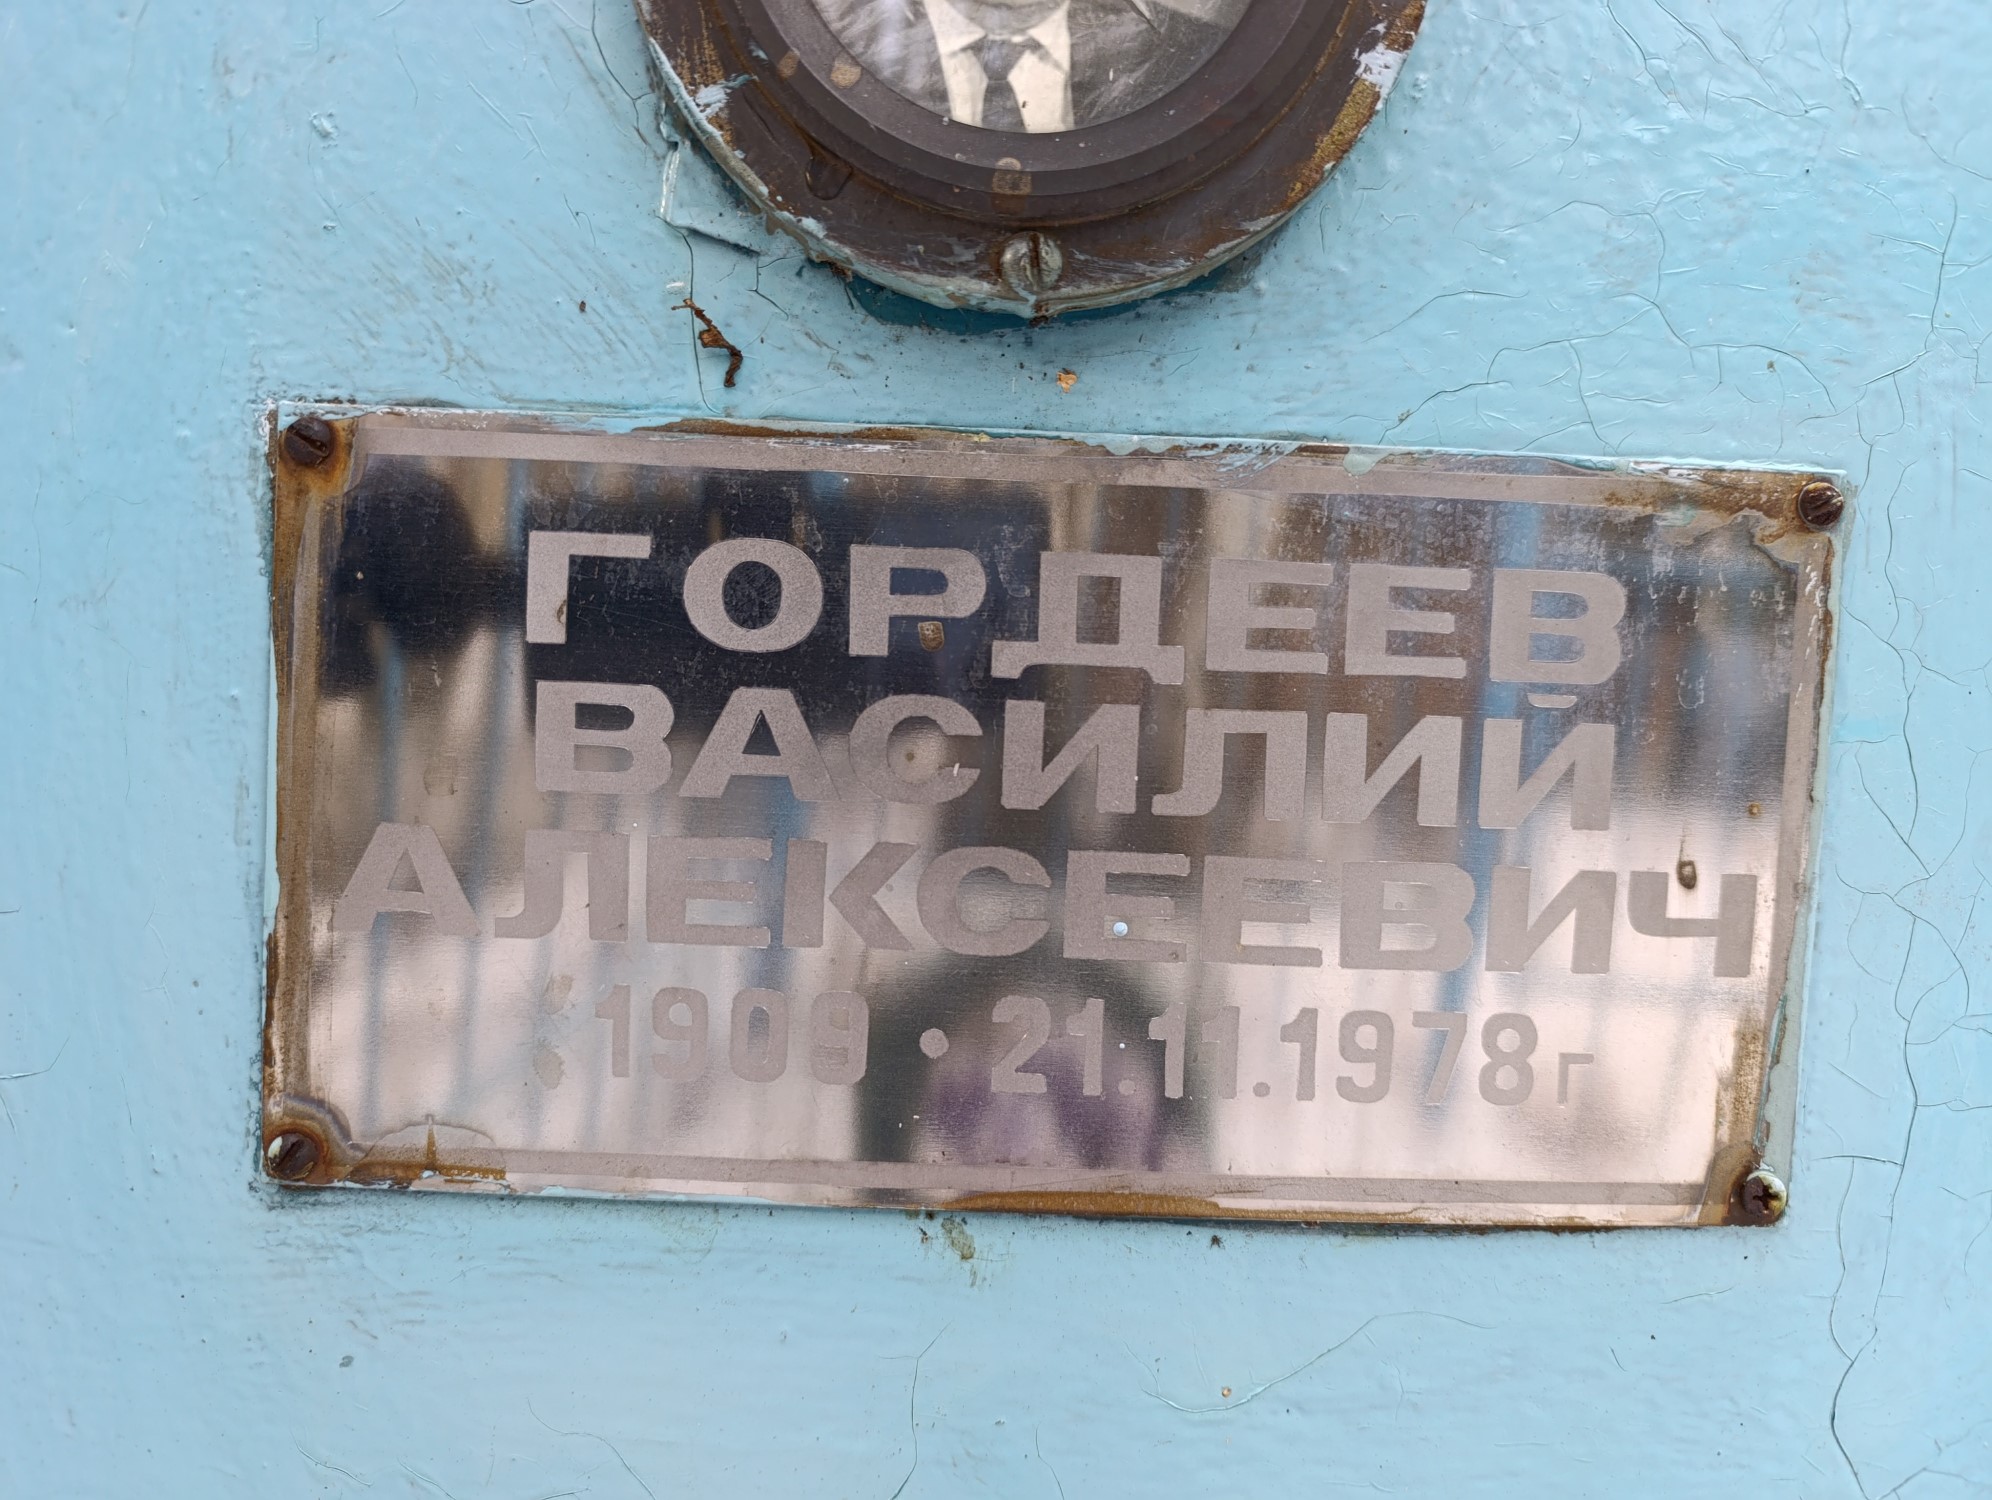 ГОРДЕЕВ
ВАСИЛИЙ
АЛЕКСЕЕВИЧ
1909 • 21.11.1978г